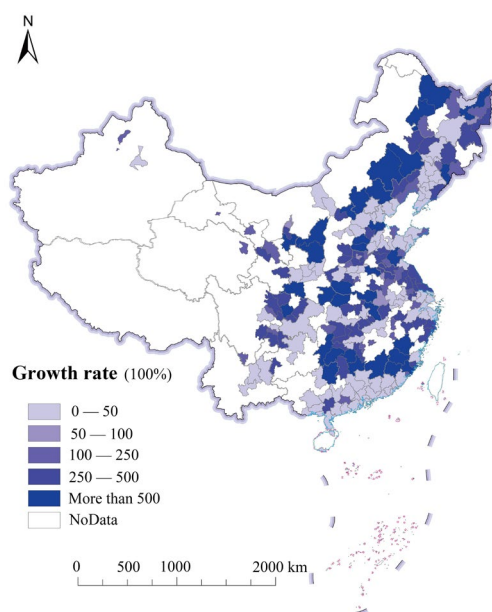 N
Growth rate (100%)
0 — 50
50 — 100
100 — 250
250 — 500
More than 500
NoData
0 500 1000 2000 km